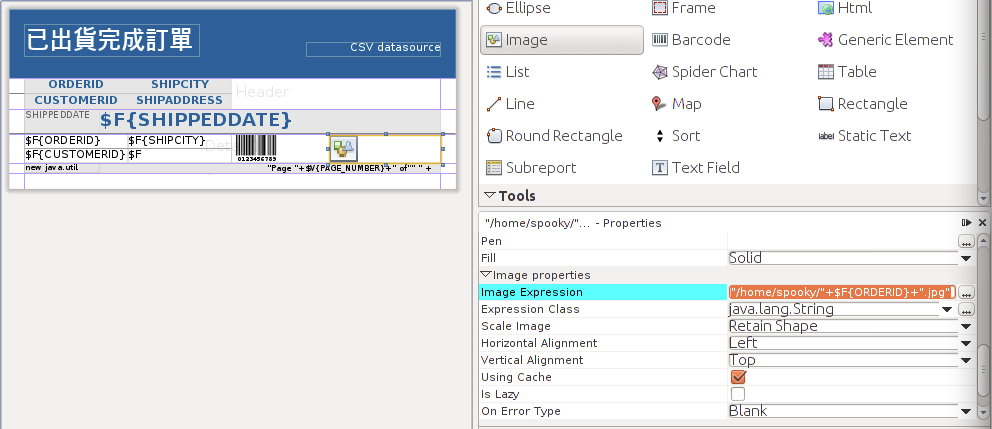 已出貨完成訂單
CSV datasource
ORDERID SHIPCITY
Header
CUSTOMERID SHIPADDRESS
SHIPPEDDATE $F{SHIPPEDDATE}
$F{ORDERID} $F{SHIPCITY}
$F{CUSTOMERID} $F
0123456789
new java.util "Page "+$V{PAGE_NUMBER}+" of"" " +
Ellipse Frame Html
Image Barcode Generic Element
List Spider Chart Table
Line Map Rectangle
Round Rectangle Sort label Static Text
Subreport Text Field
Tools
"/home/spooky/"... - Properties
Pen ...
Fill Solid
Image properties
Image Expression "/home/spooky/"+$F{ORDERID}+".jpg" ...
Expression Class java.lang.String ...
Scale Image Retain Shape
Horizontal Alignment Left
Vertical Alignment Top
Using Cache
Is Lazy
On Error Type Blank